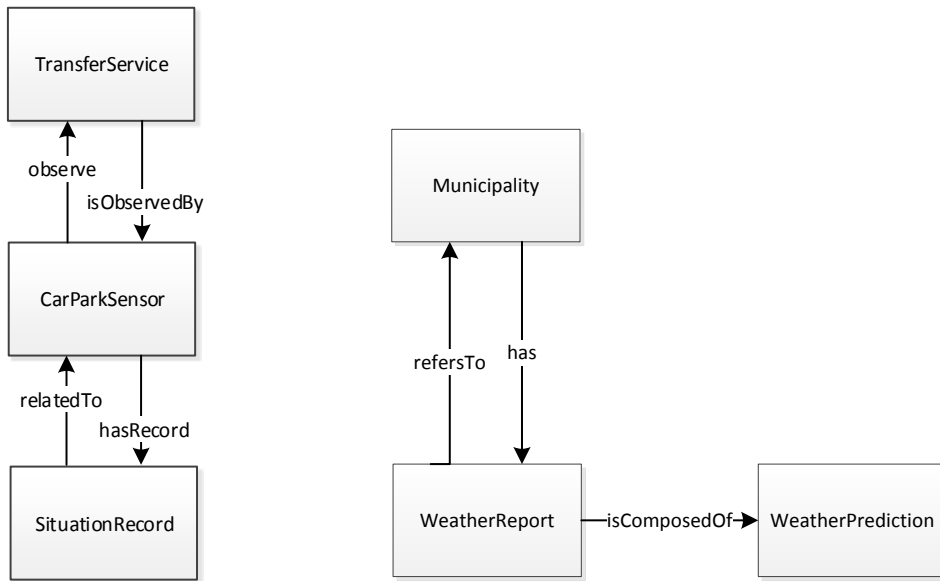 TransferService
observe
isObservedBy
CarParkSensor
relatedTo
hasRecord
SituationRecord
Municipality
refersTo
has
WeatherReport
isComposedOf
WeatherPrediction